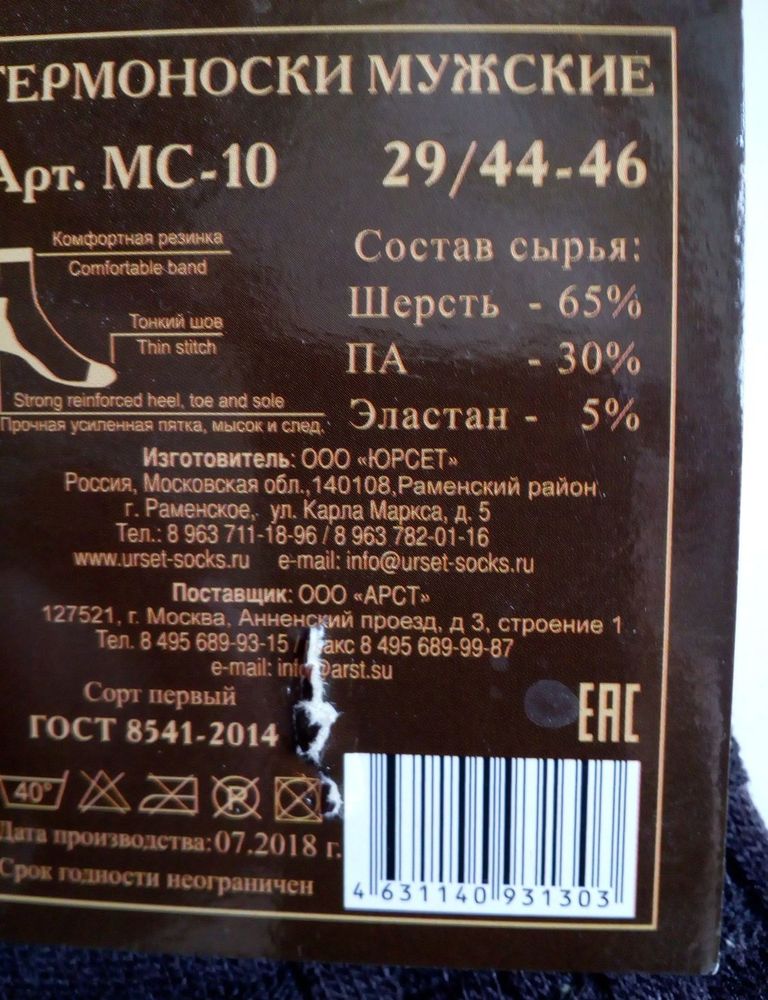 ТЕРМОНОСКИ МУЖСКИЕ
Арт. МС-10 29/44-46
Комфортная резинка
Comfortable band
Тонкий шов
Thin stitch
Strong reinforced heel, toe and sole
Прочная усиленная пятка, мысок и след.
Состав сырья:
Шерсть - 65%
ПА - 30%
Эластан - 5%
Изготовитель: ООО «ЮРСЕТ»
Россия, Московская обл.,140108,Раменский район,
г. Раменское, ул. Карла Маркса, д. 5
Тел.: 8 963 711-18-96 / 8 963 782-01-16
www.urset-socks.ru e-mail: info@urset-socks.ru
Поставщик: ООО «АРСТ»
127521, г. Москва, Анненский проезд, д 3, строение 1
Тел. 8 495 689-93-15 / Факс 8 495 689-99-87
e-mail: info@arst.su
Сорт первый
ГОСТ 8541-2014
EAC
40°
P
Дата производства: 07.2018 г.
Срок годности неограничен
4 631140 931303